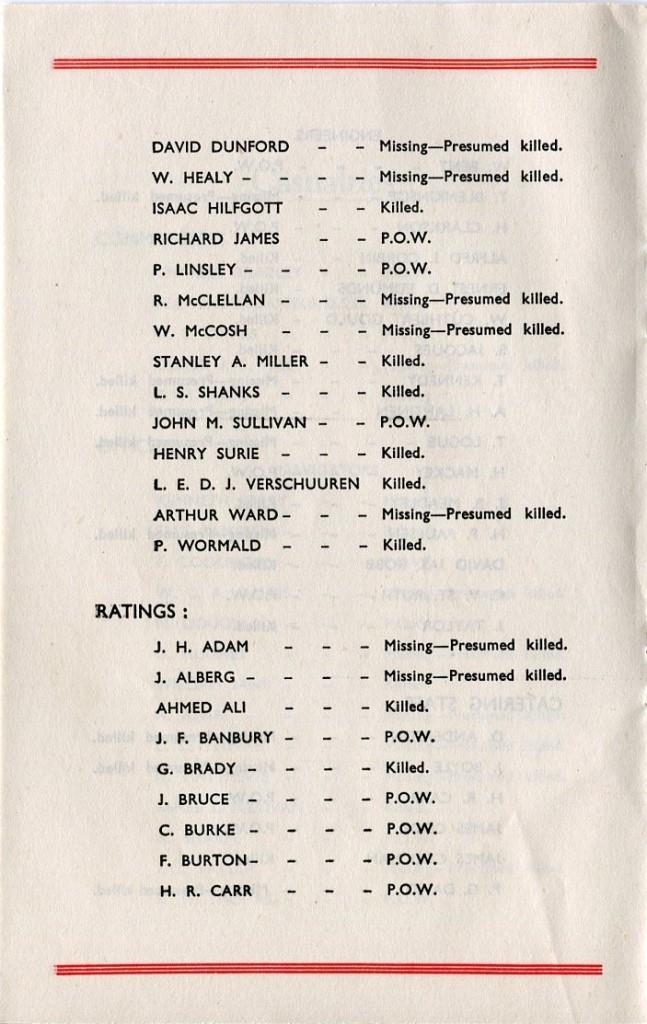 DAVID DUNFORD - - Missing—Presumed killed.
W. HEALY - - - - Missing—Presumed killed.
ISAAC HILFGOTT - - Killed.
RICHARD JAMES - - P.O.W.
P. LINSLEY - - - - P.O.W.
R. McCLELLAN - - - Missing—Presumed killed.
W. McCOSH - - - Missing—Presumed killed.
STANLEY A. MILLER - - Killed.
L. S. SHANKS - - - Killed.
JOHN M. SULLIVAN - - P.O.W.
HENRY SURIE - - - Killed.
L. E. D. J. VERSCHUUREN Killed.
ARTHUR WARD - - - Missing—Presumed killed.
P. WORMALD - - - Killed.
RATINGS :
J. H. ADAM - - - Missing—Presumed killed.
J. ALBERG - - - - Missing—Presumed killed.
AHMED ALI - - - Killed.
J. F. BANBURY - - - P.O.W.
G. BRADY - - - - Killed.
J. BRUCE - - - - P.O.W.
C. BURKE - - - - P.O.W.
F. BURTON - - - - P.O.W.
H. R. CARR - - - P.O.W.